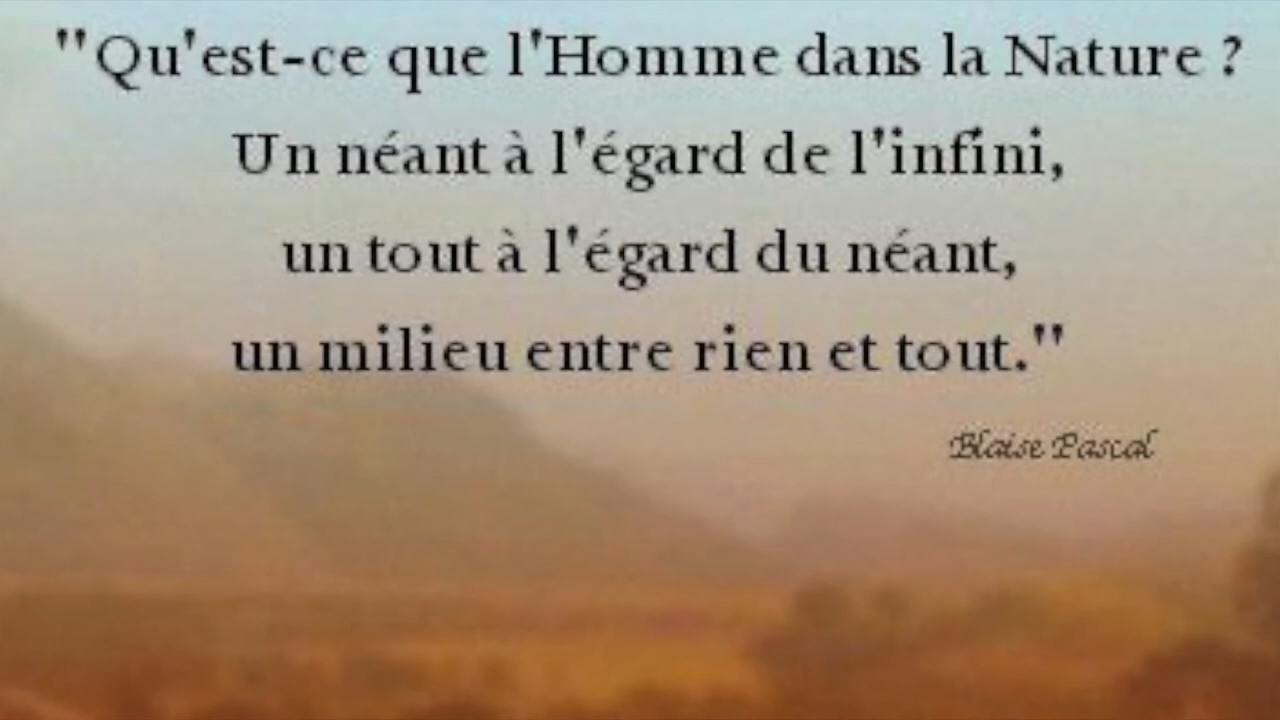 "Qu'est-ce que l'Homme dans la Nature ?
Un néant à l'égard de l'infini,
un tout à l'égard du néant,
un milieu entre rien et tout."
Blaise Pascal